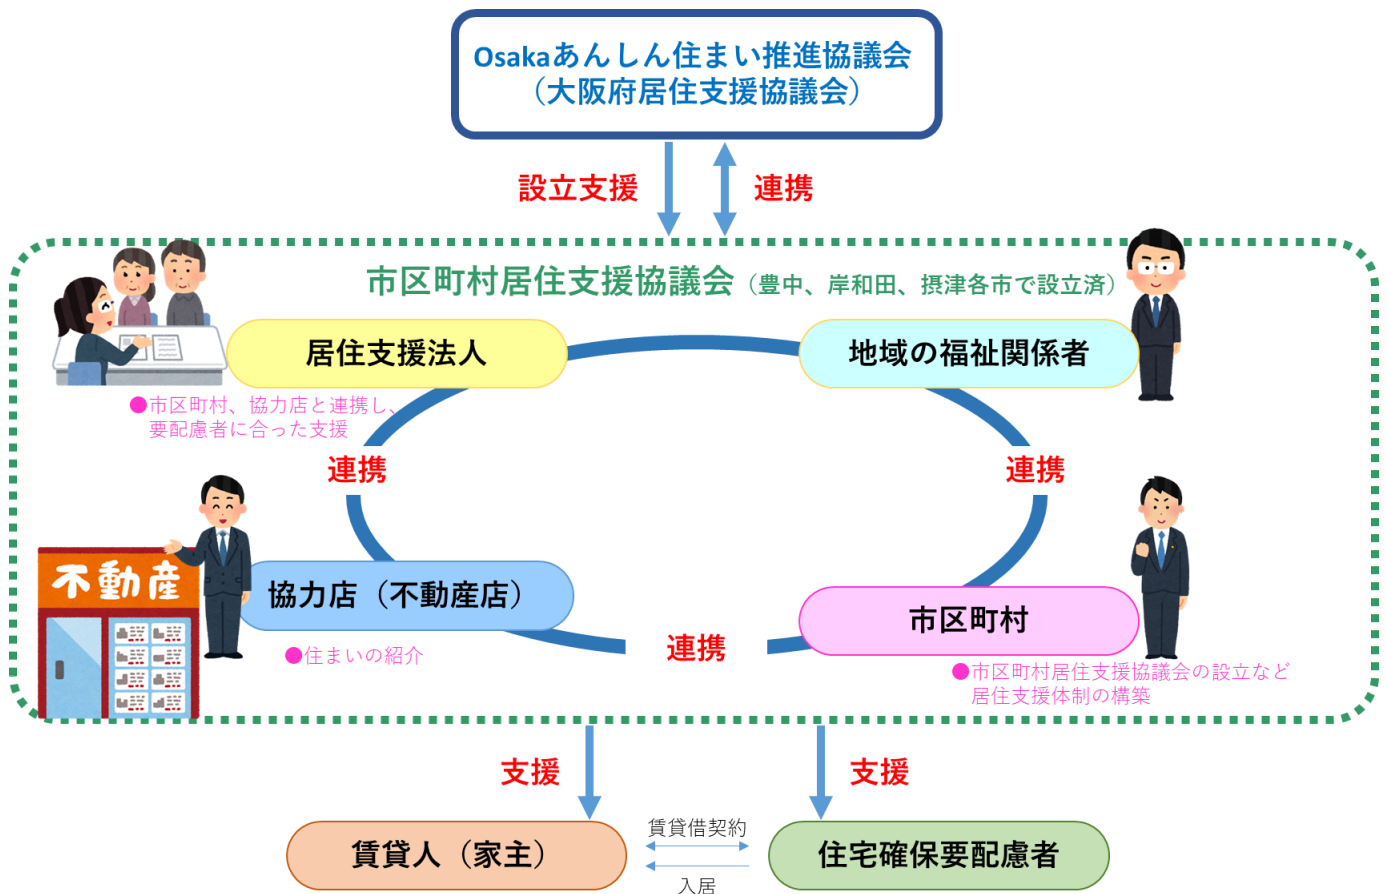 Osakaあんしん住まい推進協議会
（大阪府居住支援協議会）
設立支援
連携
市区町村居住支援協議会（豊中、岸和田、摂津各市で設立済）
居住支援法人
地域の福祉関係者
●市区町村、協力店と連携し、
要配慮者に合った支援
連携
連携
不動産
協力店（不動産店）
市区町村
●住まいの紹介
連携
●市区町村居住支援協議会の設立など
居住支援体制の構築
支援
支援
賃貸人（家主）
賃貸借契約
入居
住宅確保要配慮者